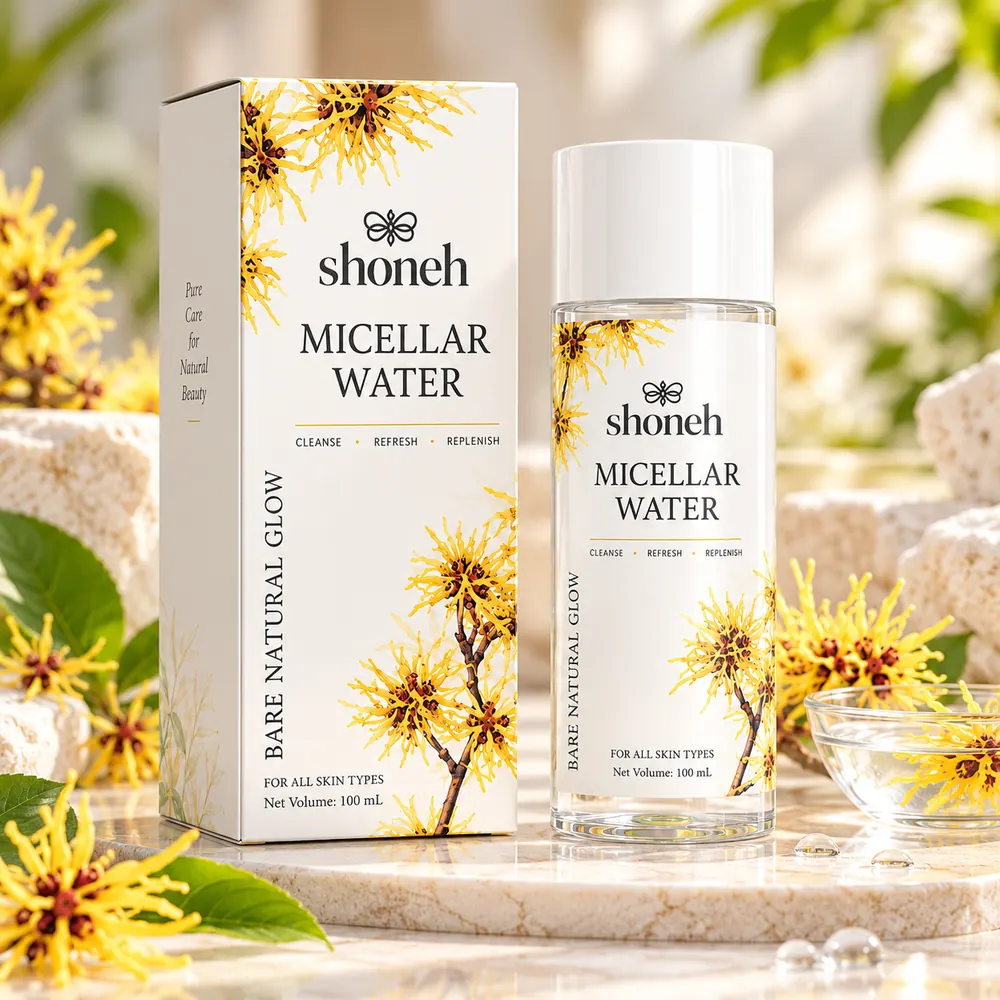 Pure
Care
for
Natural
Beauty
shoneh
MICELLAR
WATER
CLEANSE • REFRESH • REPLENISH
BARE NATURAL GLOW
FOR ALL SKIN TYPES
Net Volume: 100 mL
shoneh
MICELLAR
WATER
CLEANSE • REFRESH • REPLENISH
BARE NATURAL GLOW
FOR ALL SKIN TYPES
Net Volume: 100 mL